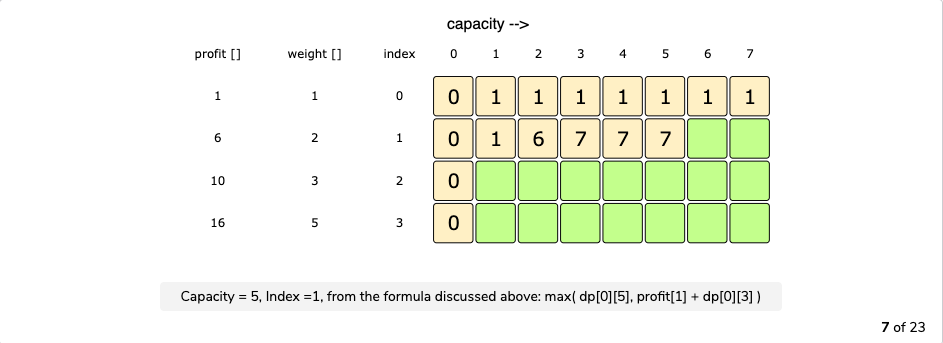 capacity -->
profit [] weight [] index 0 1 2 3 4 5 6 7
1 1 0 0 1 1 1 1 1 1 1
6 2 1 0 1 6 7 7 7
10 3 2 0
16 5 3 0
Capacity = 5, Index =1, from the formula discussed above: max( dp[0][5], profit[1] + dp[0][3] )
7 of 23